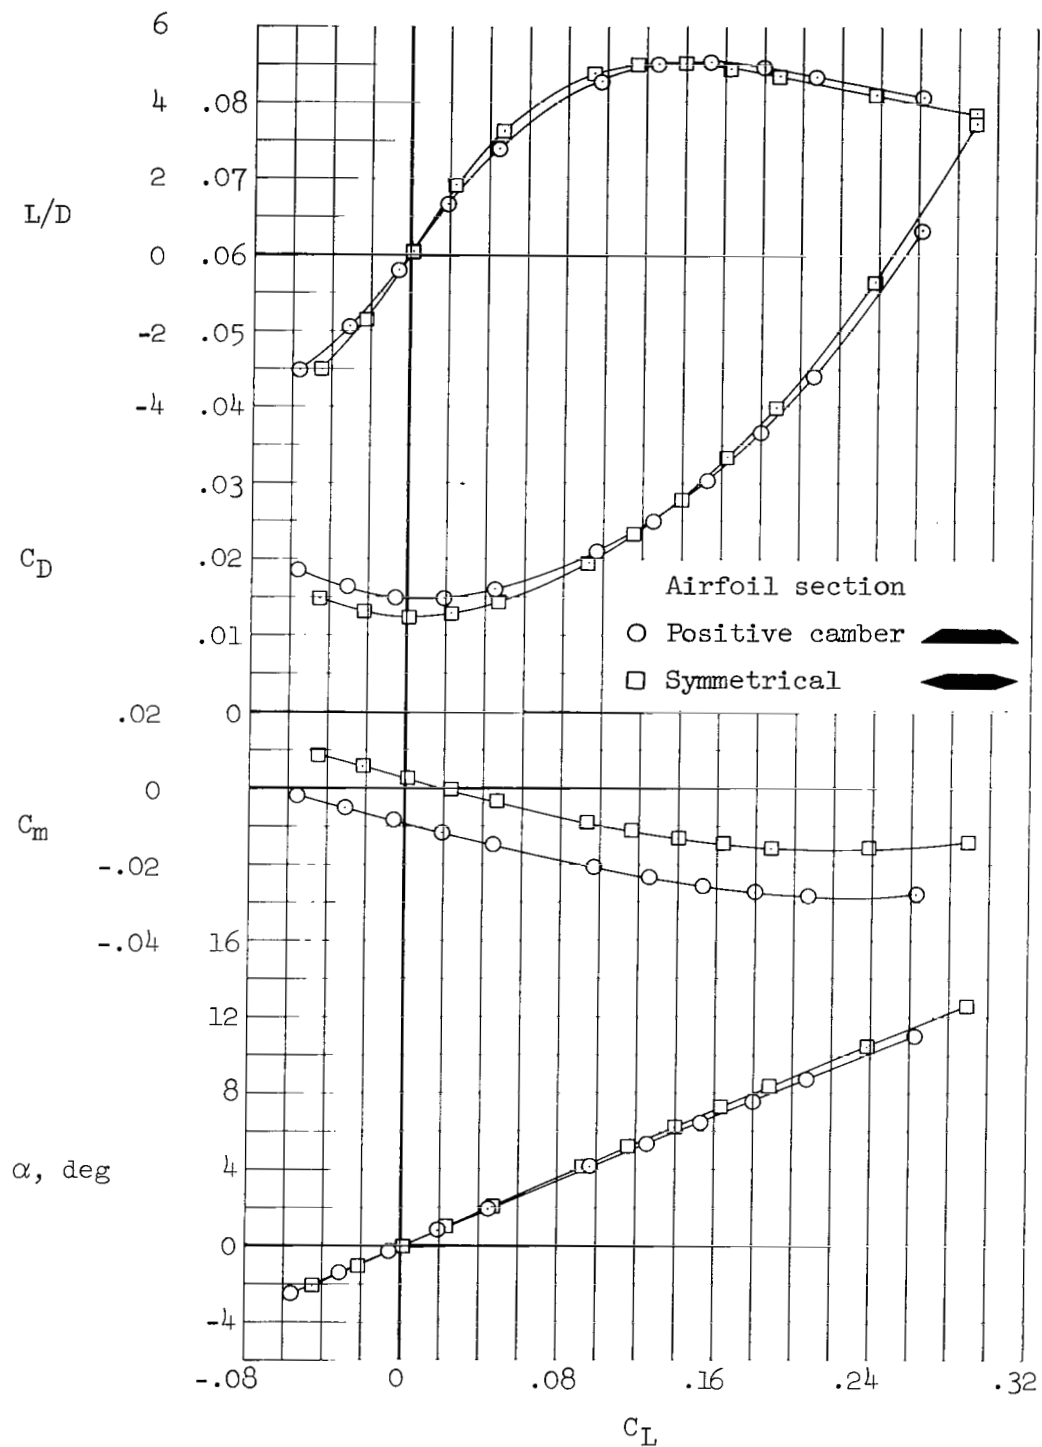 6
4 .08
2 .07
L/D
0 .06
-2 .05
-4 .04
.03
C_D
.02
Airfoil section
Positive camber
.01
Symmetrical
.02 0
0
C_m
-.02
-.04 16
12
8
α, deg
4
0
-4
-.08 0 .08 .16 .24 .32
C_L